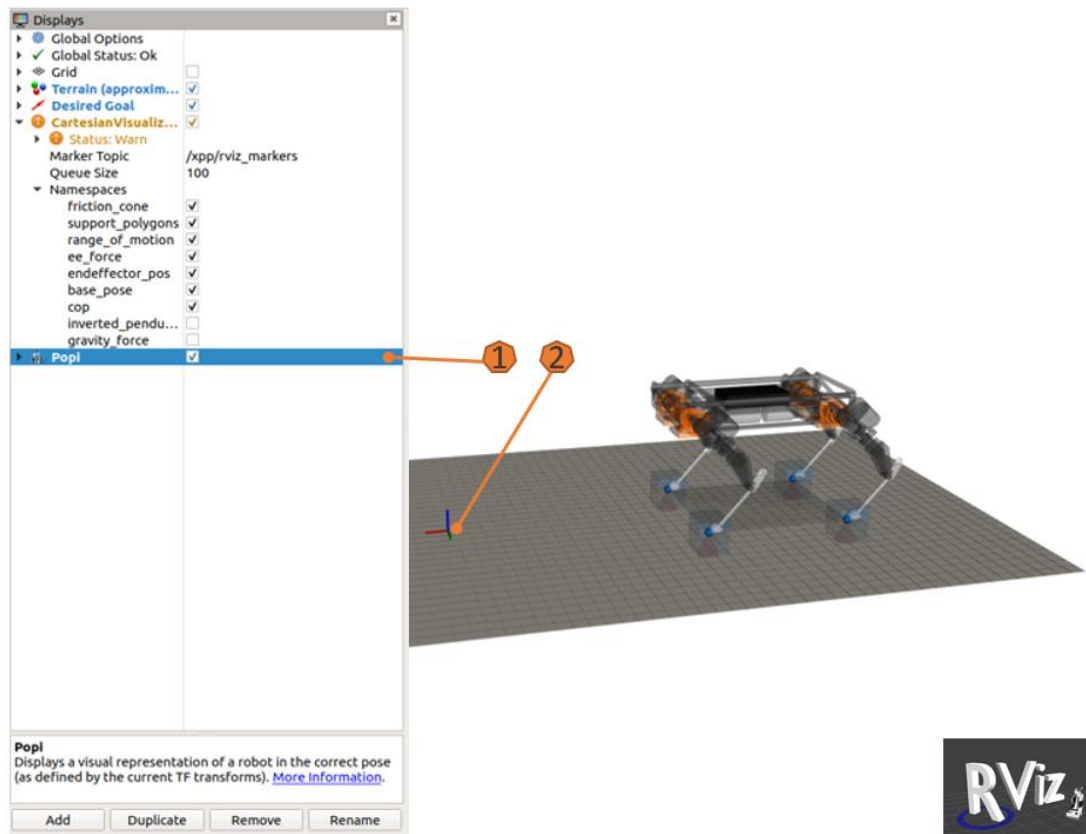 Displays
Global Options
Global Status: Ok
Grid
Terrain (approxim...
Desired Goal
CartesianVisualiz...
Status: Warn
Marker Topic /xpp/rviz_markers
Queue Size 100
Namespaces
friction_cone
support_polygons
range_of_motion
ee_force
endeffector_pos
base_pose
cop
inverted_pendu...
gravity_force
Popi
1 2
Popi
Displays a visual representation of a robot in the correct pose
(as defined by the current TF transforms). More Information.
Add Duplicate Remove Rename
RViz